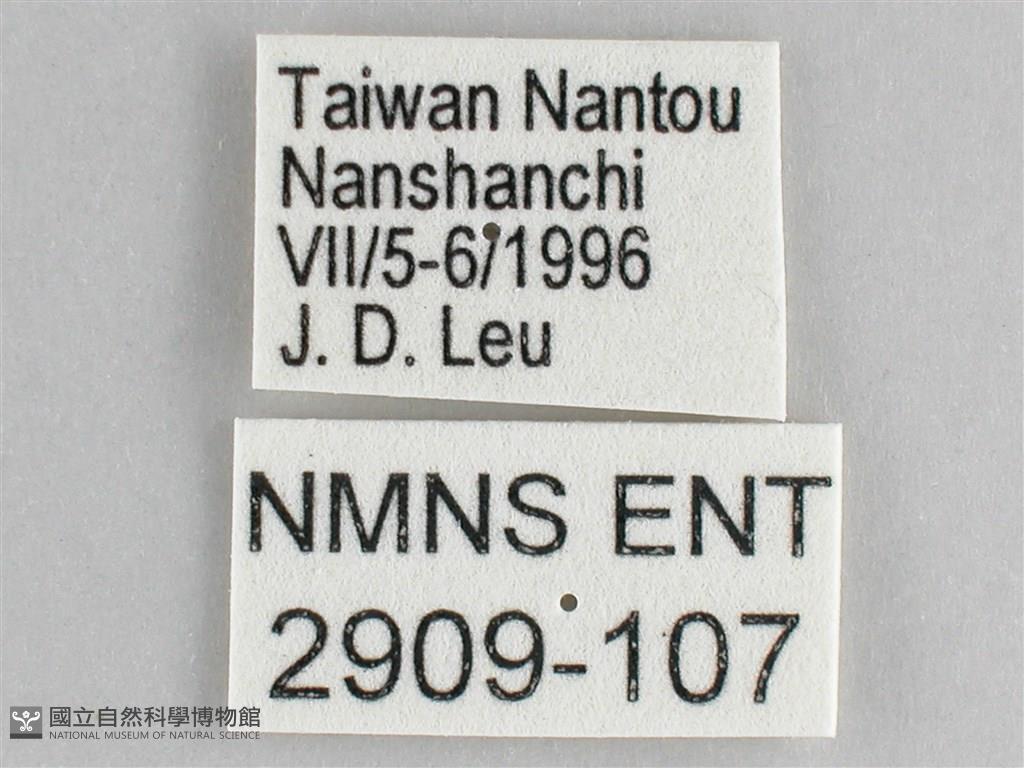 Taiwan Nantou
Nanshanchi
VII/5-6/1996
J. D. Leu
NMNS ENT
2909-107
國立自然科學博物館
NATIONAL MUSEUM OF NATURAL SCIENCE